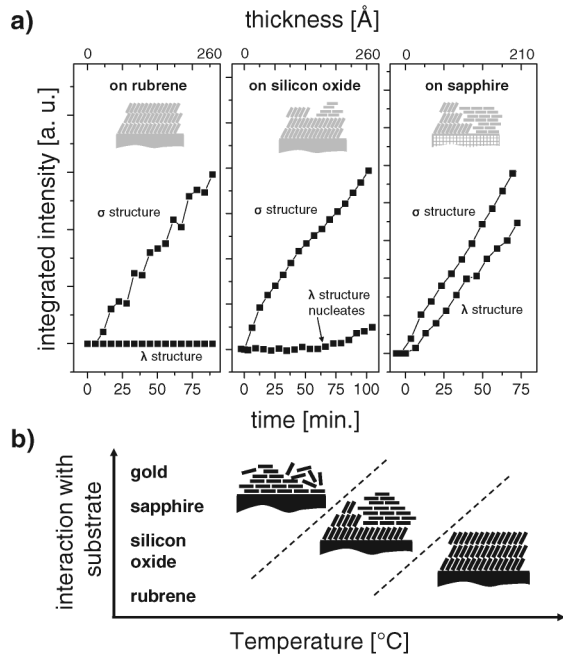 a)
thickness [Å]
0 260 0 260 0 210
on rubrene on silicon oxide on sapphire
integrated intensity [a. u.]
σ structure σ structure σ structure
λ structure
nucleates
λ structure
λ structure
0 25 50 75 0 25 50 75 100 0 25 50 75
time [min.]
b)
interaction with
substrate
gold
sapphire
silicon
oxide
rubrene
Temperature [°C]